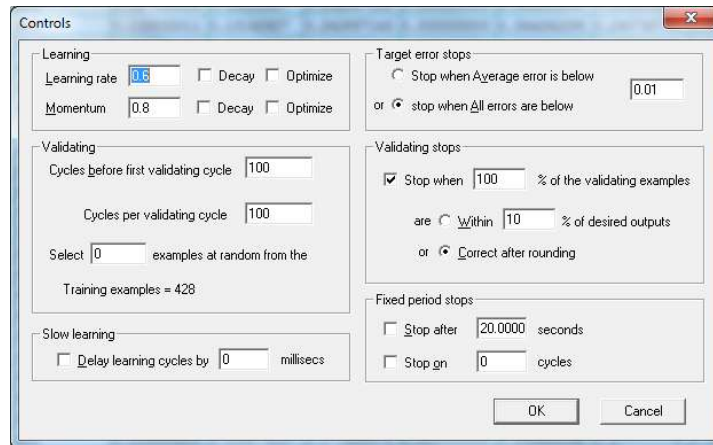 Controls
Learning
Learning rate 0.6 Decay Optimize
Momentum 0.8 Decay Optimize
Validating
Cycles before first validating cycle 100
Cycles per validating cycle 100
Select 0 examples at random from the
Training examples = 428
Slow learning
Delay learning cycles by 0 millisecs
Target error stops
Stop when Average error is below
or stop when All errors are below
0.01
Validating stops
Stop when 100 % of the validating examples
are Within 10 % of desired outputs
or Correct after rounding
Fixed period stops
Stop after 20.0000 seconds
Stop on 0 cycles
OK Cancel